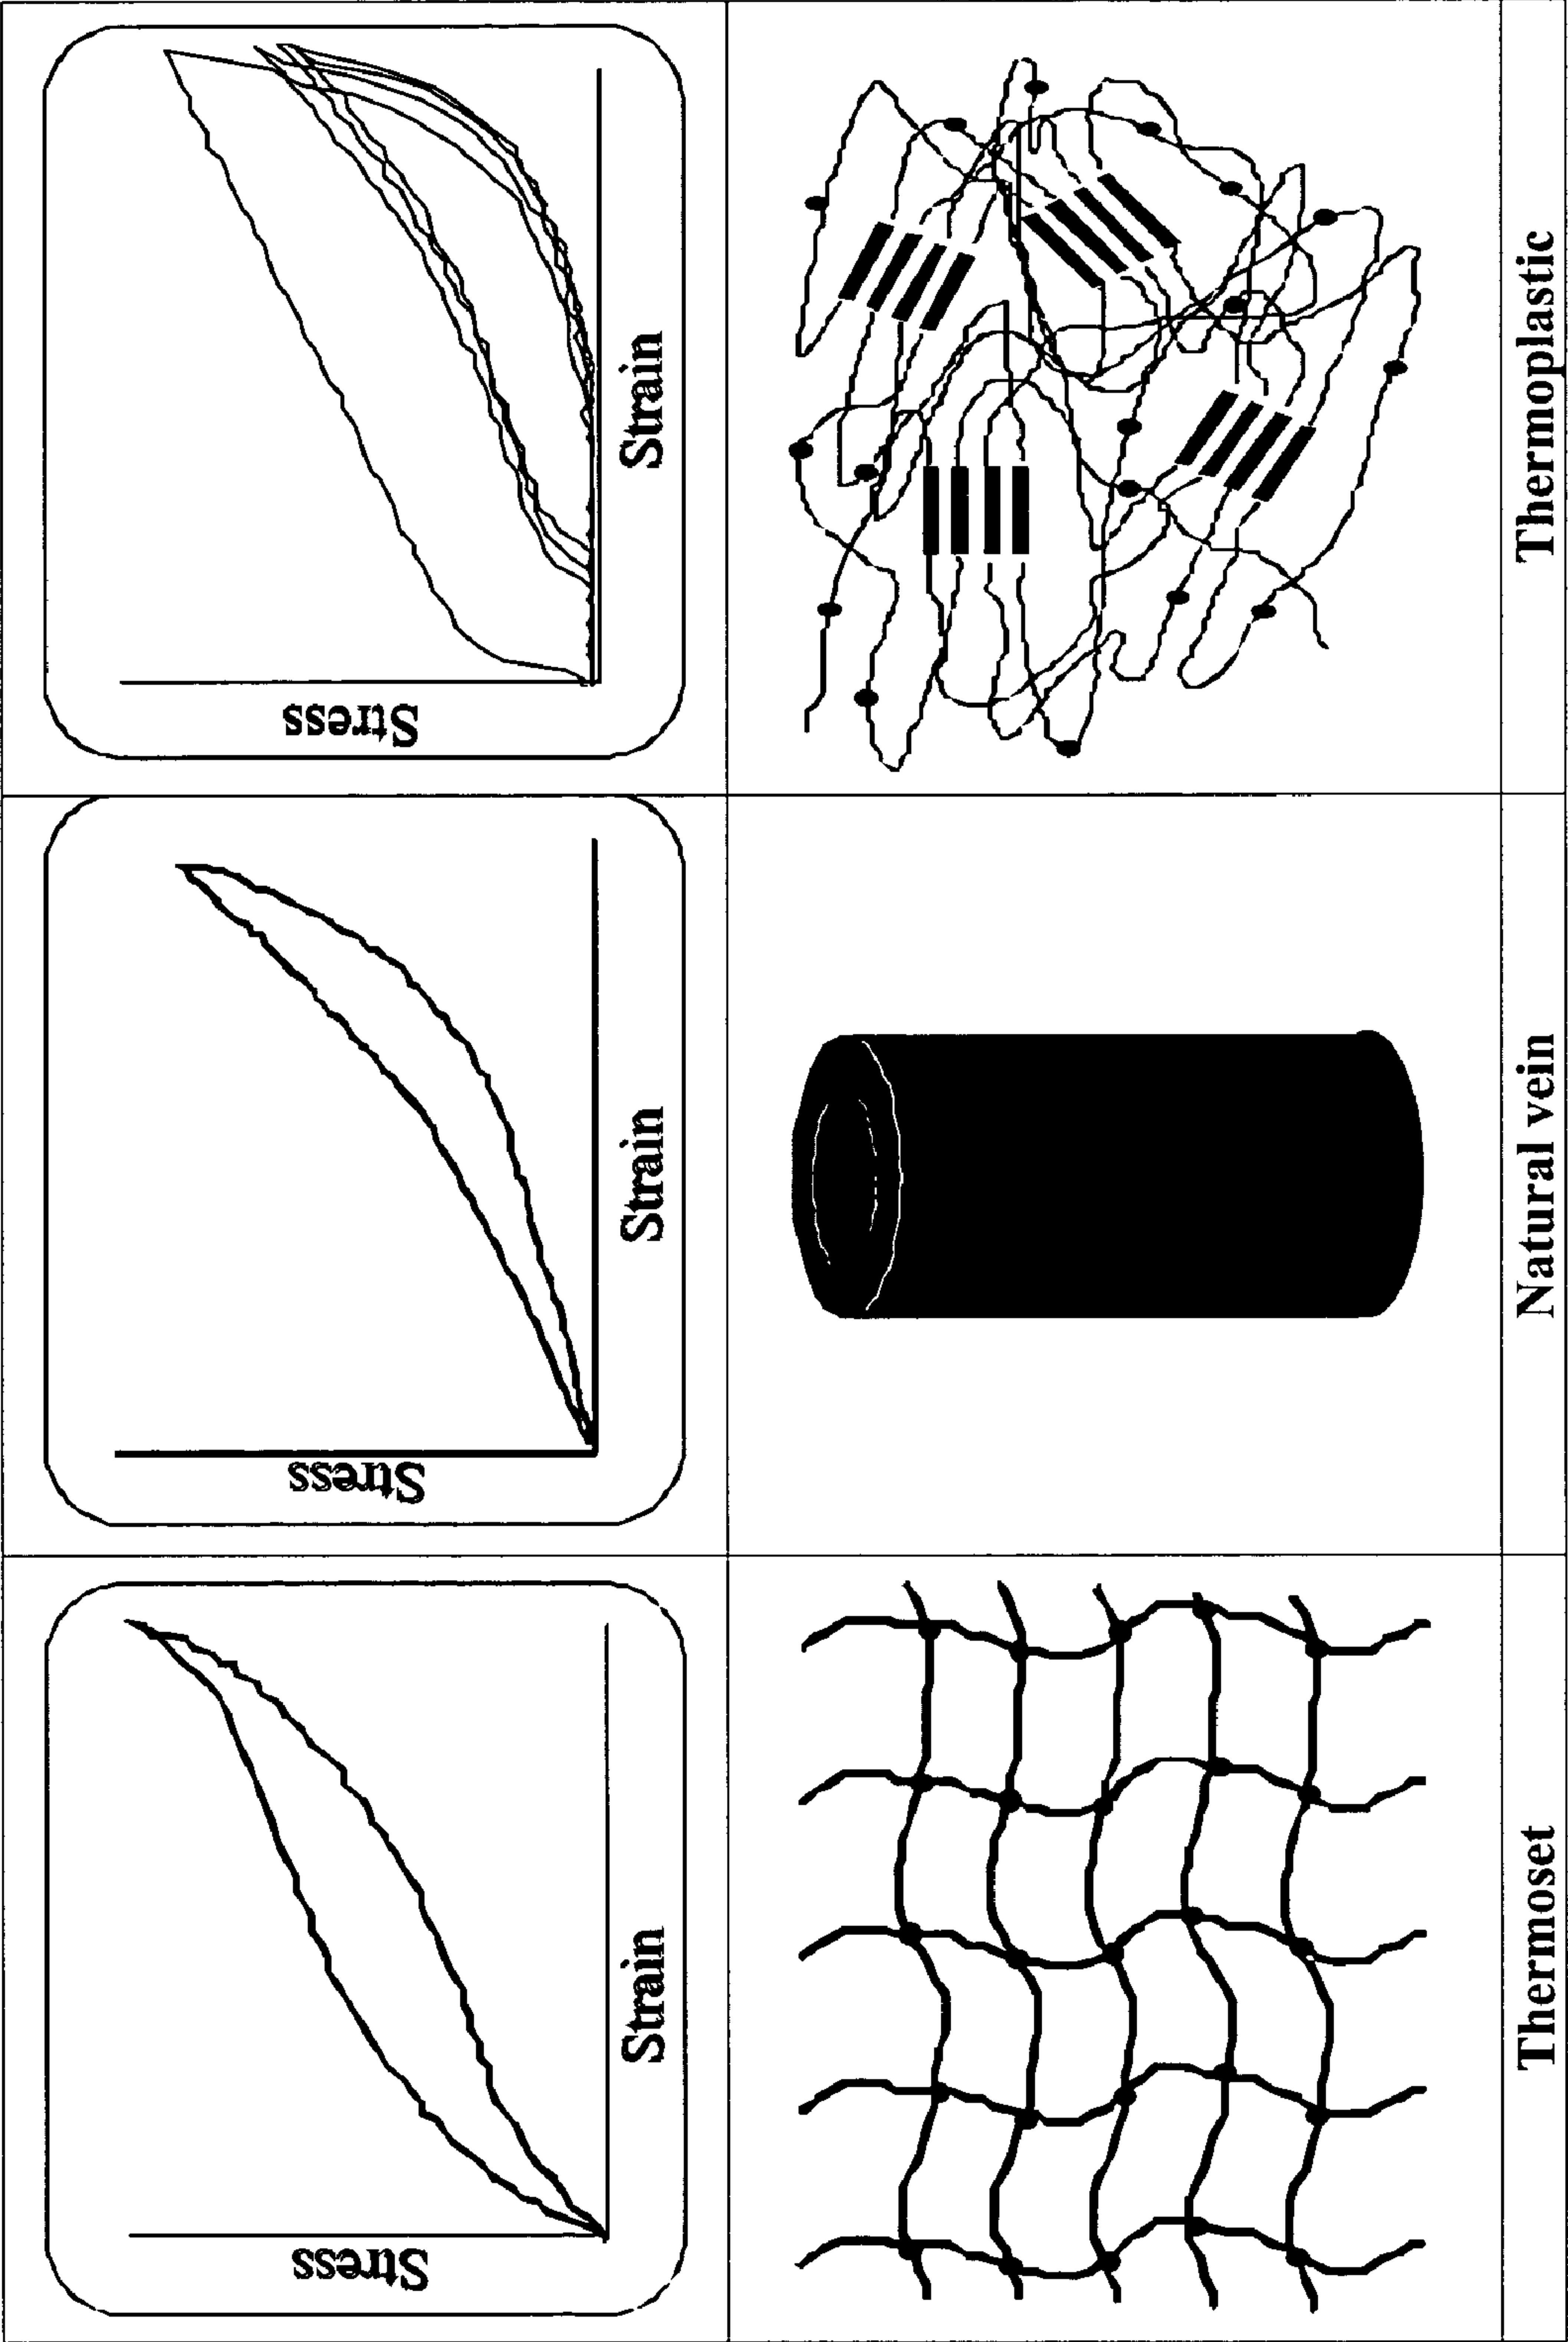 Stress
Strain
Thermoset
Stress
Strain
Natural vein
Stress
Strain
Thermoplastic